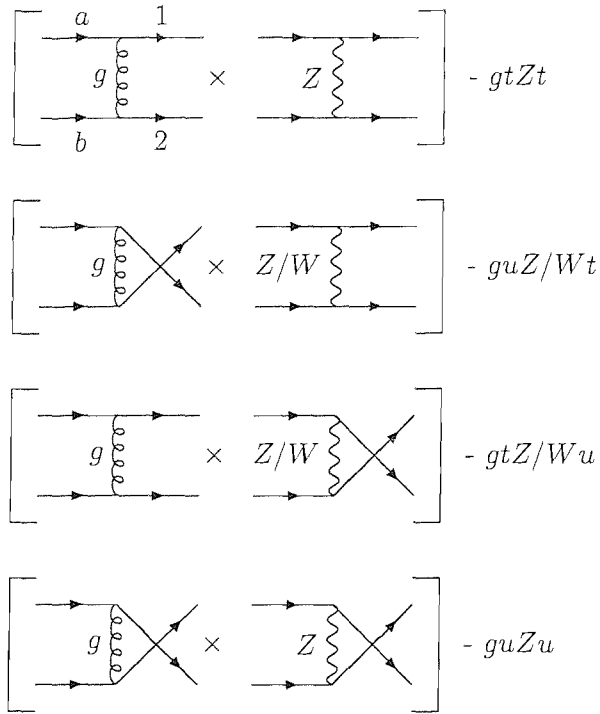 a 1
g × Z - gtZt
b 2
g × Z/W - guZ/Wt
g × Z/W - gtZ/Wu
g × Z - guZu